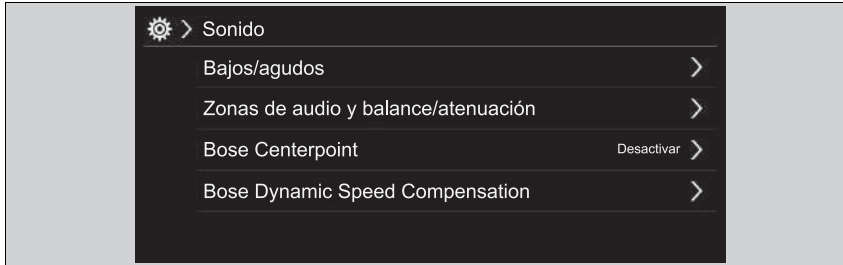 Sonido
Bajos/agudos
Zonas de audio y balance/atenuación
Bose Centerpoint Desactivar
Bose Dynamic Speed Compensation